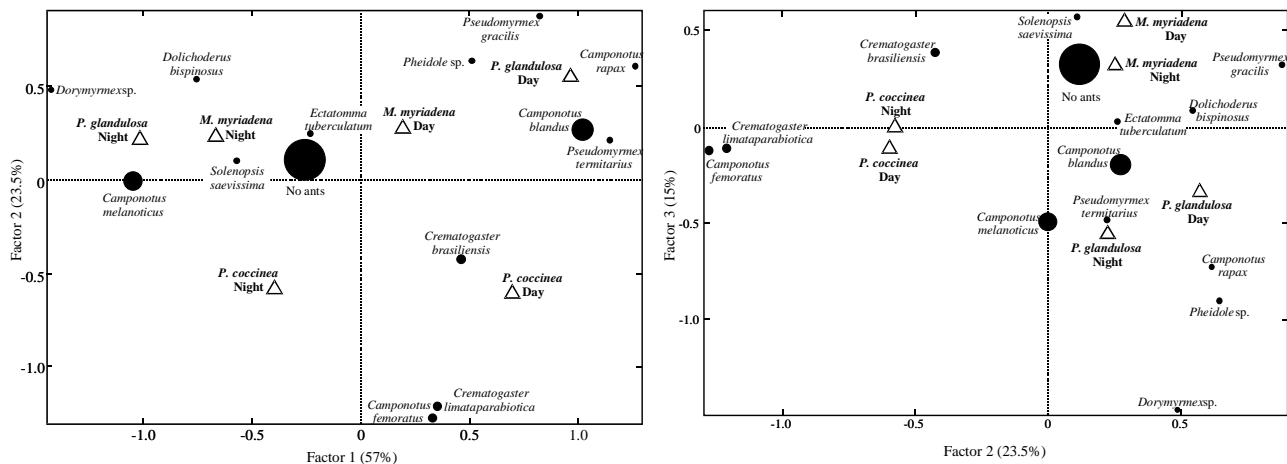 Pseudomyrmex
gracilis
Dolichoderus
bispinosus
Pheidole sp.
P. glandulosa
Day
Camponotus
rapax
0.5
Dorymyrmexsp.
P. glandulosa
Night
M. myriadena
Night
Ectatomma
tuberculatum
M. myriadena
Day
Camponotus
blandus
Pseudomyrmex
termitarius
Solenopsis
saevissima
No ants
0
Camponotus
melanoticus
Crematogaster
brasiliensis
P. coccinea
Night
P. coccinea
Day
-0.5
-1.0
Camponotus
femoratus
Crematogaster
limataparabiotica
Factor 2 (23.5%)
-1.0
-0.5
0
0.5
1.0
Factor 1 (57%)
Solenopsis
saevissima
M. myriadena
Day
0.5
Crematogaster
brasiliensis
M. myriadena
Night
Pseudomyrmex
gracilis
No ants
P. coccinea
Night
Dolichoderus
bispinosus
Ectatomma
tuberculatum
0
Crematogaster
limataparabiotica
Camponotus
femoratus
P. coccinea
Day
Camponotus
blandus
P. glandulosa
Day
Pseudomyrmex
termitarius
Camponotus
melanoticus
-0.5
P. glandulosa
Night
Camponotus
rapax
Pheidole sp.
-1.0
Dorymyrmexsp.
Factor 3 (15%)
-1.0
-0.5
0
0.5
Factor 2 (23.5%)